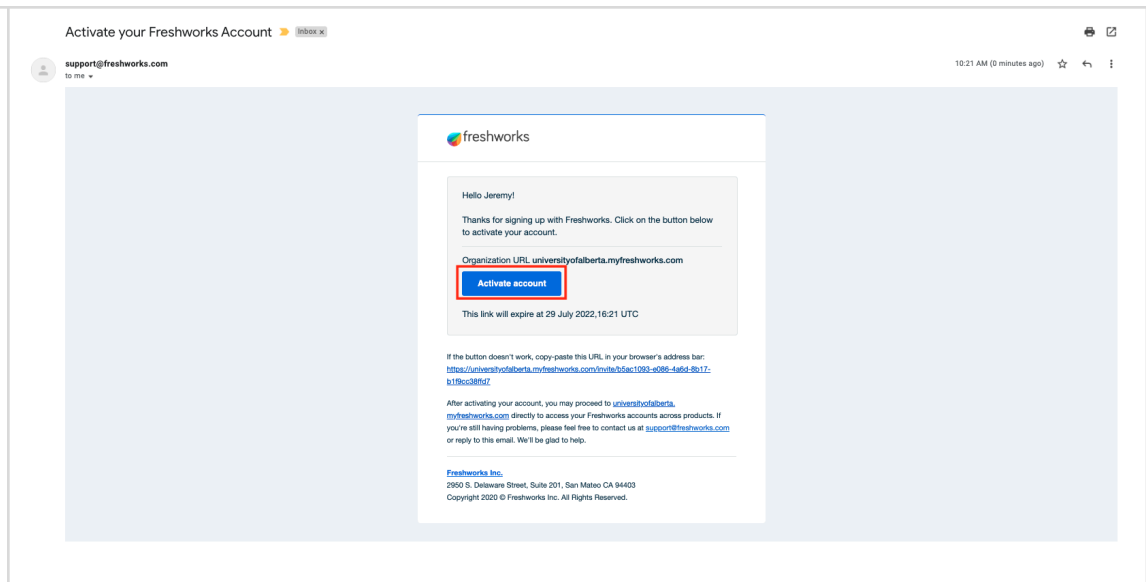 Activate your Freshworks Account Inbox x
support@freshworks.com 10:21 AM (0 minutes ago)
to me
freshworks
Hello Jeremy!
Thanks for signing up with Freshworks. Click on the button below
to activate your account.
Organization URL universityofalberta.myfreshworks.com
Activate account
This link will expire at 29 July 2022,16:21 UTC
If the button doesn't work, copy-paste this URL in your browser's address bar:
https://universityofalberta.myfreshworks.com/invite/b5ac1093-e086-4a6d-8b17-
b1f9cc38ffd7
After activating your account, you may proceed to universityofalberta.
myfreshworks.com directly to access your Freshworks accounts across products. If
you're still having problems, please feel free to contact us at support@freshworks.com
or reply to this email. We'll be glad to help.
Freshworks Inc.
2950 S. Delaware Street, Suite 201, San Mateo CA 94403
Copyright 2020 © Freshworks Inc. All Rights Reserved.